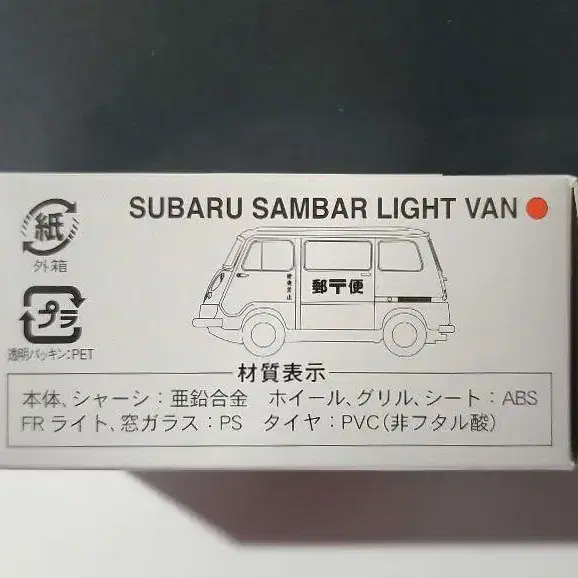 SUBARU SAMBAR LIGHT VAN
紙
外箱
プラ
透明パッキン:PET
郵〒便
材質表示
本体、シャーシ:亜鉛合金 ホイール、グリル、シート:ABS
FRライト、窓ガラス:PS タイヤ:PVC(非フタル酸)